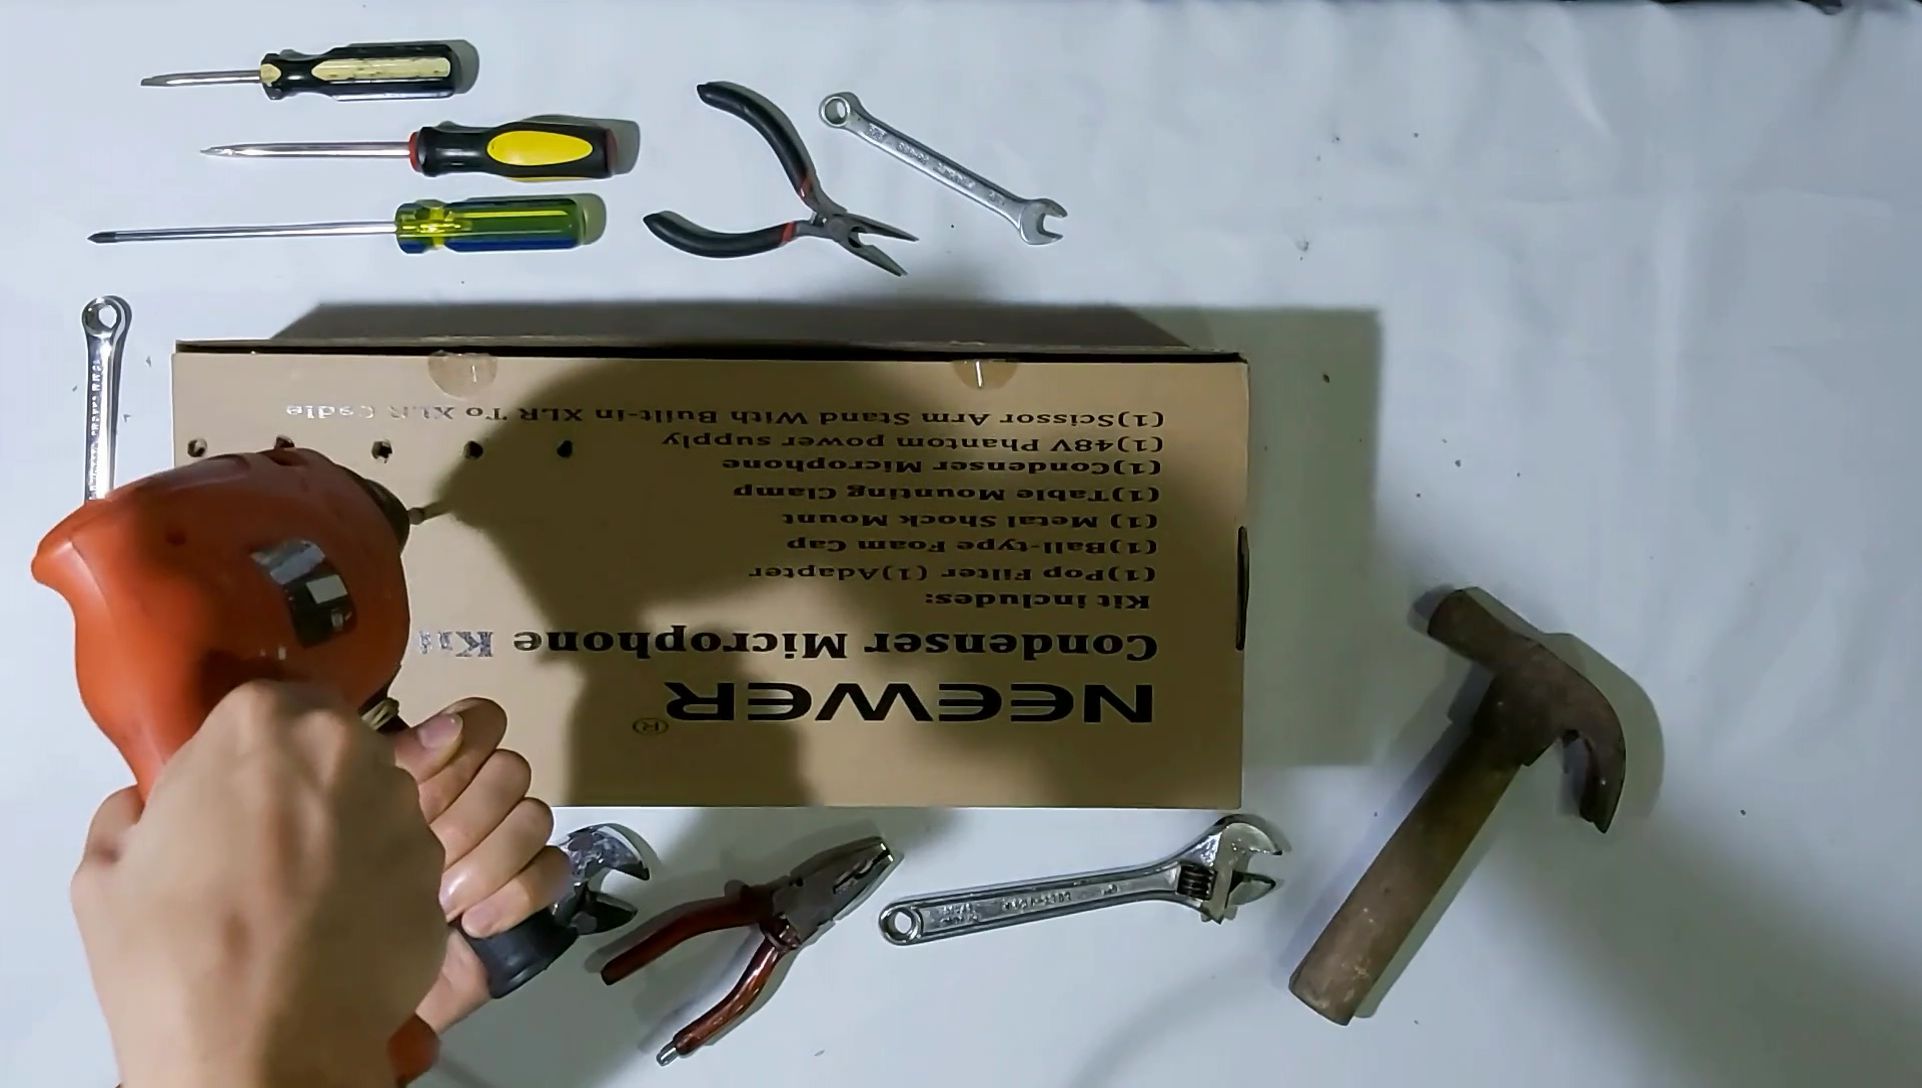 NEEWER®
Condenser Microphone Kit
Kit includes:
(1)Pop Filter (1)Adapter
(1)Ball-type Foam Cap
(1) Metal Shock Mount
(1)Table Mounting Clamp
(1)Condenser Microphone
(1)48V Phantom power supply
(1)Scissor Arm Stand With Built-in XLR To XLR Cable